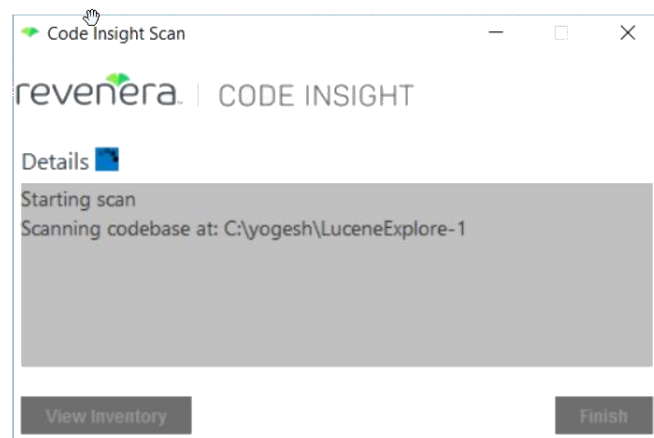 Code Insight Scan
revenera. CODE INSIGHT
Details
Starting scan
Scanning codebase at: C:\yogesh\LuceneExplore-1
View Inventory
Finish